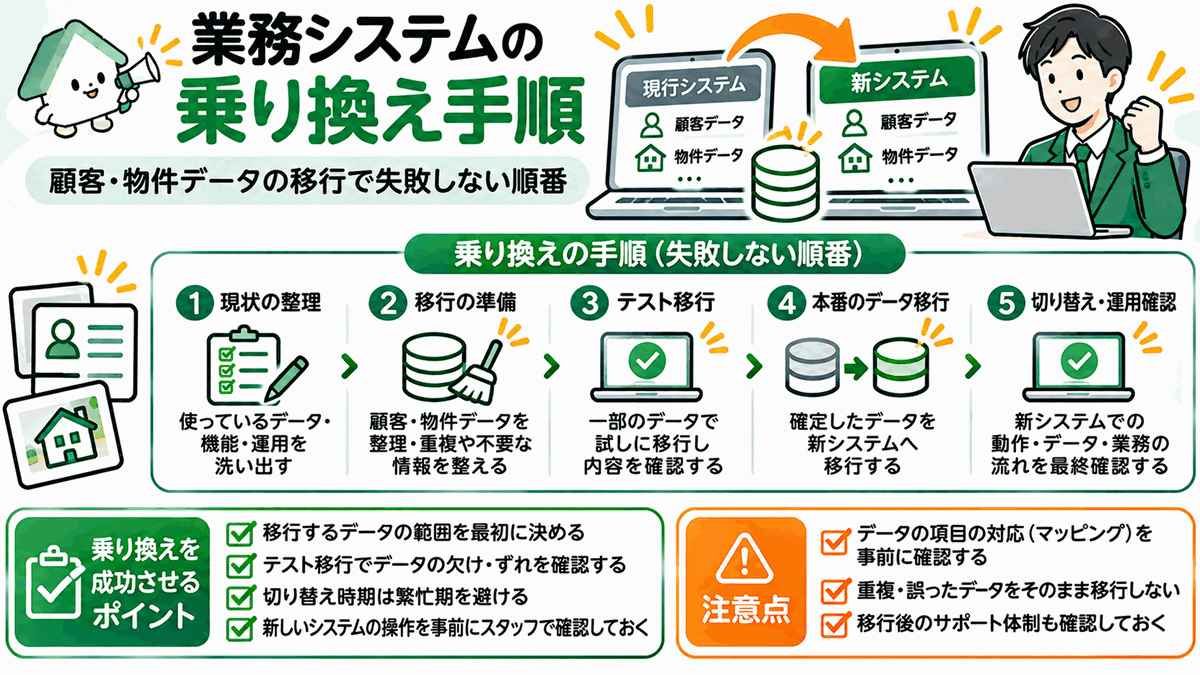 業務システムの
乗り換え手順
顧客・物件データの移行で失敗しない順番
現行システム
顧客データ
物件データ
新システム
顧客データ
物件データ
乗り換えの手順（失敗しない順番）
1 現状の整理
使っているデータ・
機能・運用を
洗い出す
2 移行の準備
顧客・物件データを
整理・重複や不要な
情報を整える
3 テスト移行
一部のデータで
試しに移行し
内容を確認する
4 本番のデータ移行
確定したデータを
新システムへ
移行する
5 切り替え・運用確認
新システムでの
動作・データ・業務の
流れを最終確認する
乗り換えを
成功させる
ポイント
移行するデータの範囲を最初に決める
テスト移行でデータの欠け・ずれを確認する
切り替え時期は繁忙期を避ける
新しいシステムの操作を事前にスタッフで確認しておく
注意点
データの項目の対応（マッピング）を
事前に確認する
重複・誤ったデータをそのまま移行しない
移行後のサポート体制も確認しておく